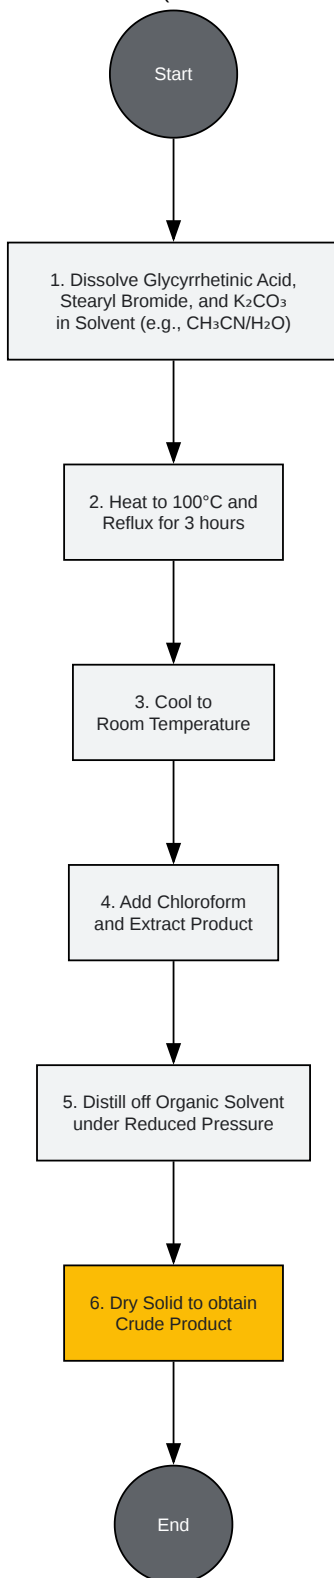 Start
1. Dissolve Glycyrrhetinic Acid,
Stearyl Bromide, and K₂CO₃
in Solvent (e.g., CH₃CN/H₂O)
2. Heat to 100°C and
Reflux for 3 hours
3. Cool to
Room Temperature
4. Add Chloroform
and Extract Product
5. Distill off Organic Solvent
under Reduced Pressure
6. Dry Solid to obtain
Crude Product
End